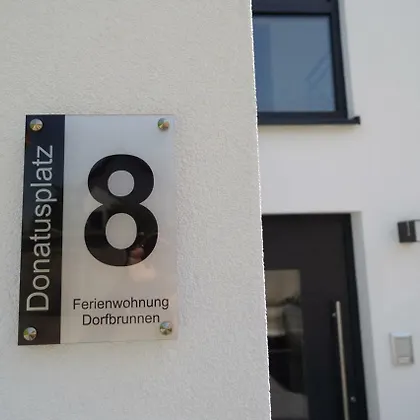 Donatusplatz
8
Ferienwohnung
Dorfbrunnen